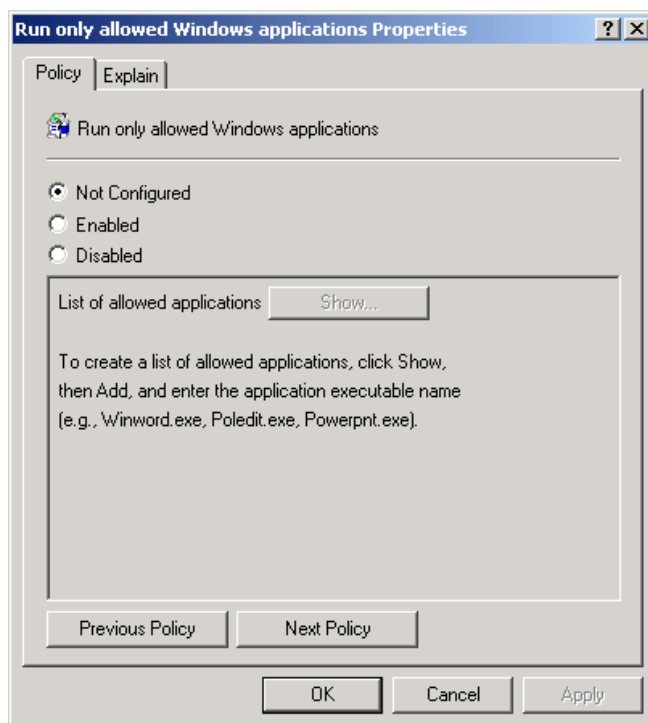 Run only allowed Windows applications Properties
Policy
Explain
Run only allowed Windows applications
Not Configured
Enabled
Disabled
List of allowed applications
Show...
To create a list of allowed applications, click Show,
then Add, and enter the application executable name
(e.g., Winword.exe, Poledit.exe, Powerpnt.exe).
Previous Policy
Next Policy
OK
Cancel
Apply